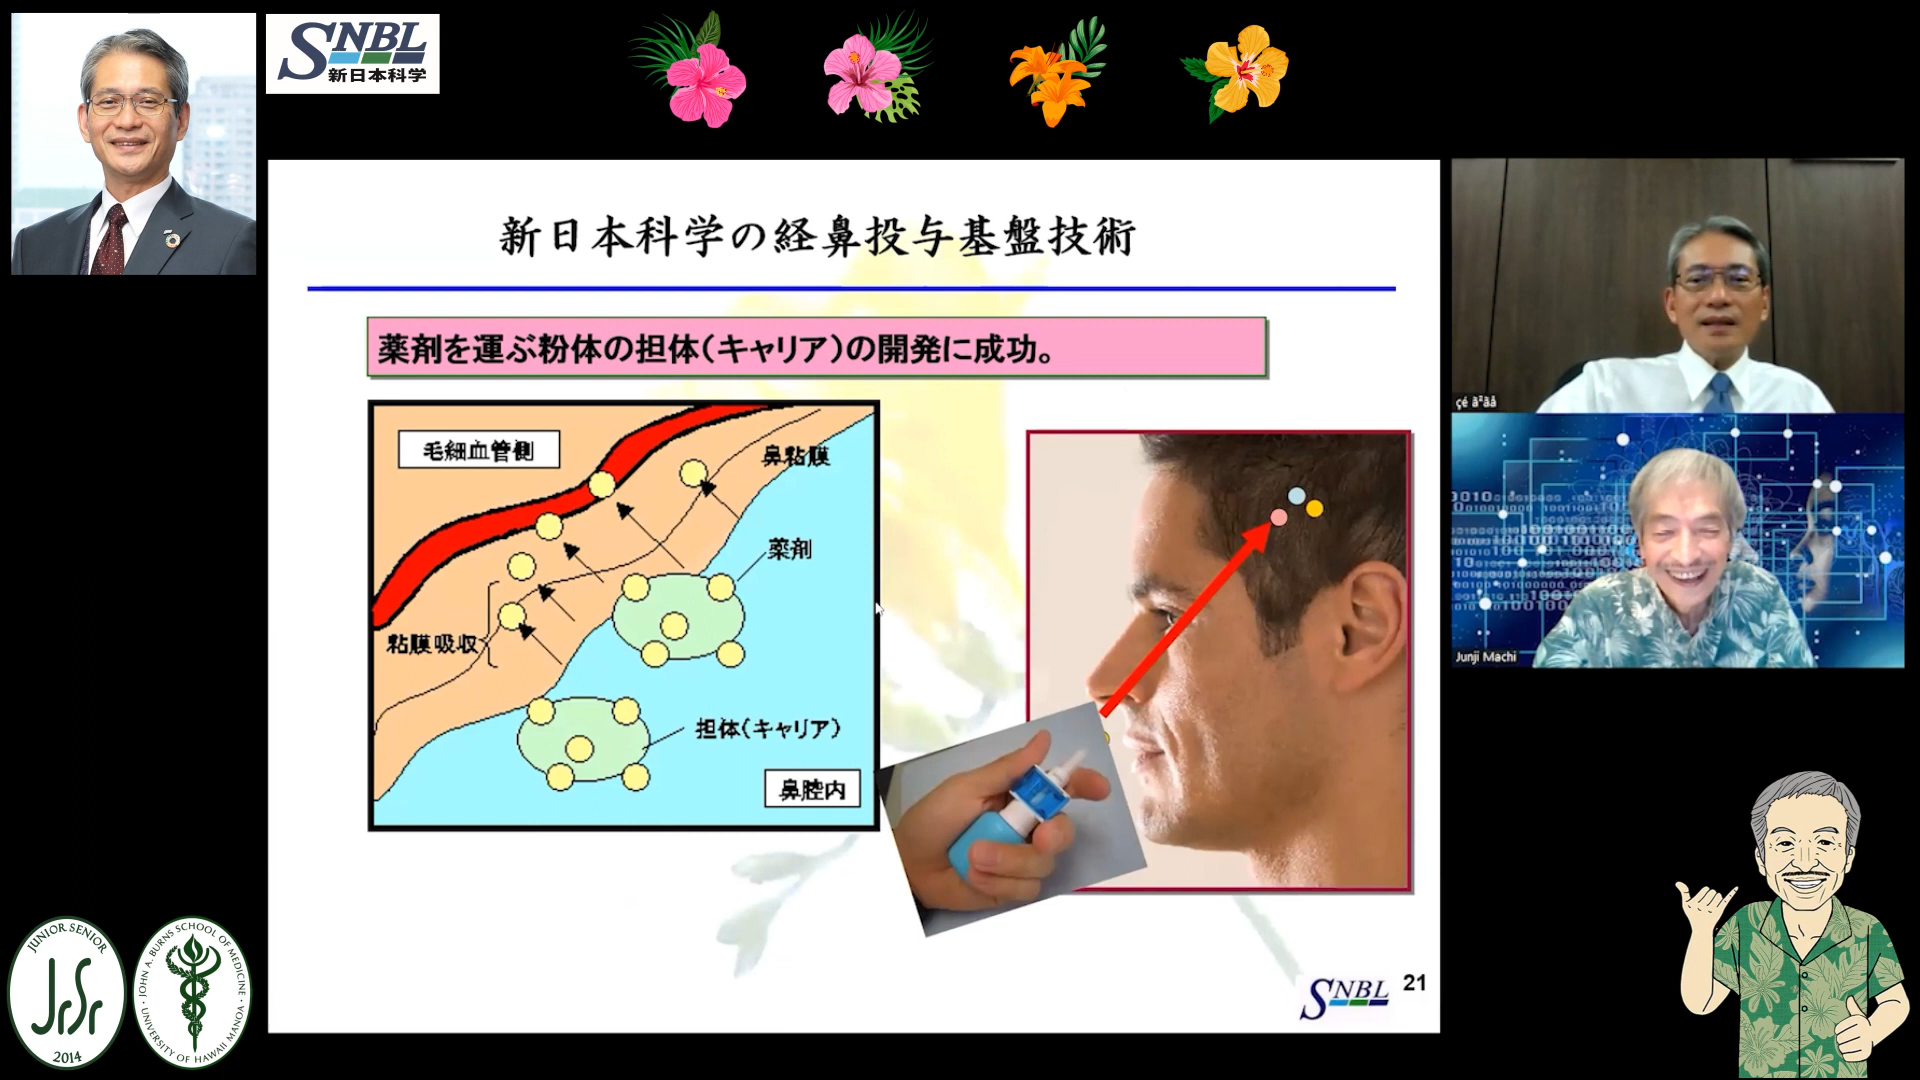 SNBL
新日本科学
新日本科学の経鼻投与基盤技術
薬剤を運ぶ粉体の担体(キャリア)の開発に成功。
毛細血管側
鼻粘膜
薬剤
粘膜吸収
担体(キャリア)
鼻腔内
SNBL
21
çé ã²ãå
Junji Machi
JUNIOR SENIOR
JrSr
2014
JOHN A. BURNS SCHOOL OF MEDICINE
UNIVERSITY OF HAWAII MANOA